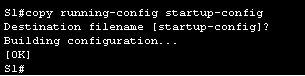 S1#copy running-config startup-config
Destination filename [startup-config]?
Building configuration...
[OK]
S1#